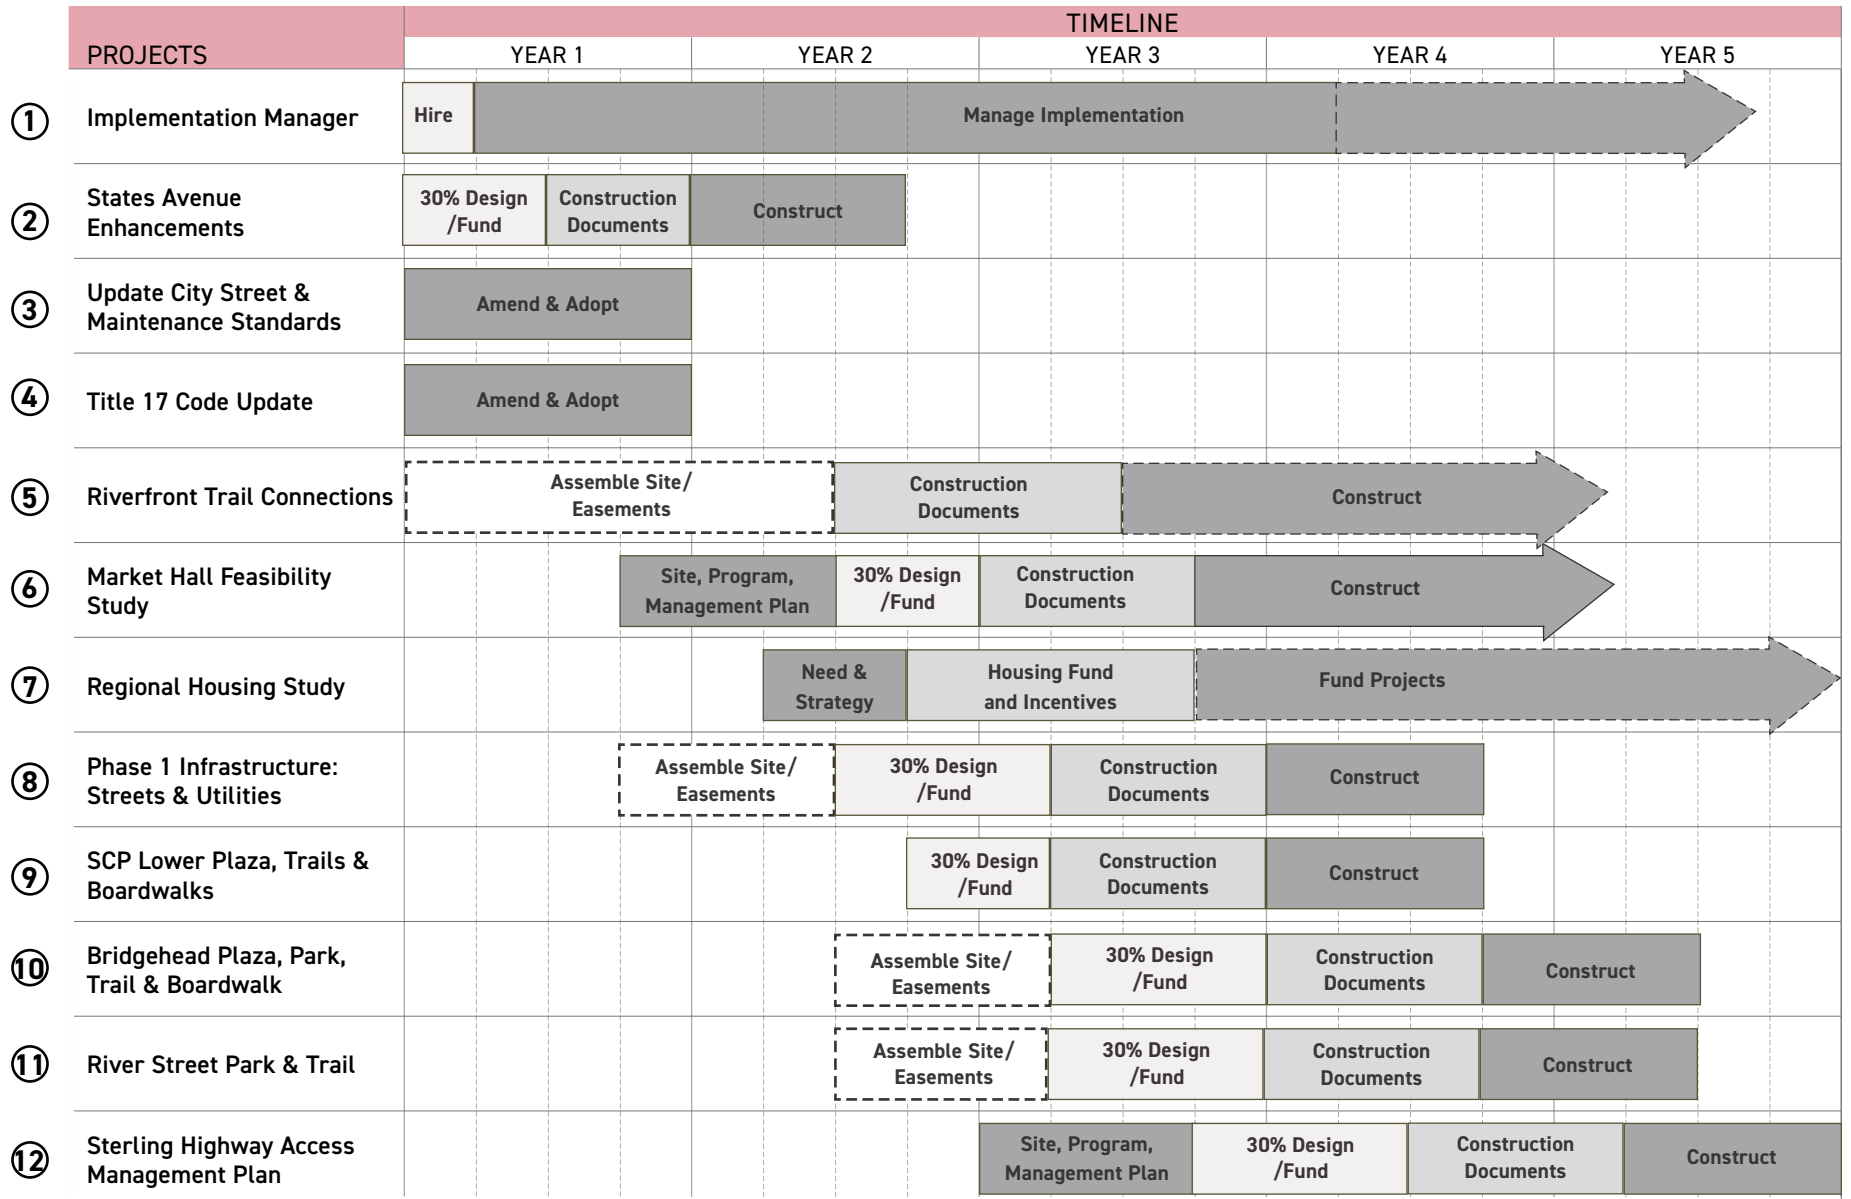 TIMELINE
PROJECTS
YEAR 1
YEAR 2
YEAR 3
YEAR 4
YEAR 5
1
Implementation Manager
Hire
Manage Implementation
2
States Avenue
Enhancements
30% Design
/Fund
Construction
Documents
Construct
3
Update City Street &
Maintenance Standards
Amend & Adopt
4
Title 17 Code Update
Amend & Adopt
5
Riverfront Trail Connections
Assemble Site/
Easements
Construction
Documents
Construct
6
Market Hall Feasibility
Study
Site, Program,
Management Plan
30% Design
/Fund
Construction
Documents
Construct
7
Regional Housing Study
Need &
Strategy
Housing Fund
and Incentives
Fund Projects
8
Phase 1 Infrastructure:
Streets & Utilities
Assemble Site/
Easements
30% Design
/Fund
Construction
Documents
Construct
9
SCP Lower Plaza, Trails &
Boardwalks
30% Design
/Fund
Construction
Documents
Construct
10
Bridgehead Plaza, Park,
Trail & Boardwalk
Assemble Site/
Easements
30% Design
/Fund
Construction
Documents
Construct
11
River Street Park & Trail
Assemble Site/
Easements
30% Design
/Fund
Construction
Documents
Construct
12
Sterling Highway Access
Management Plan
Site, Program,
Management Plan
30% Design
/Fund
Construction
Documents
Construct